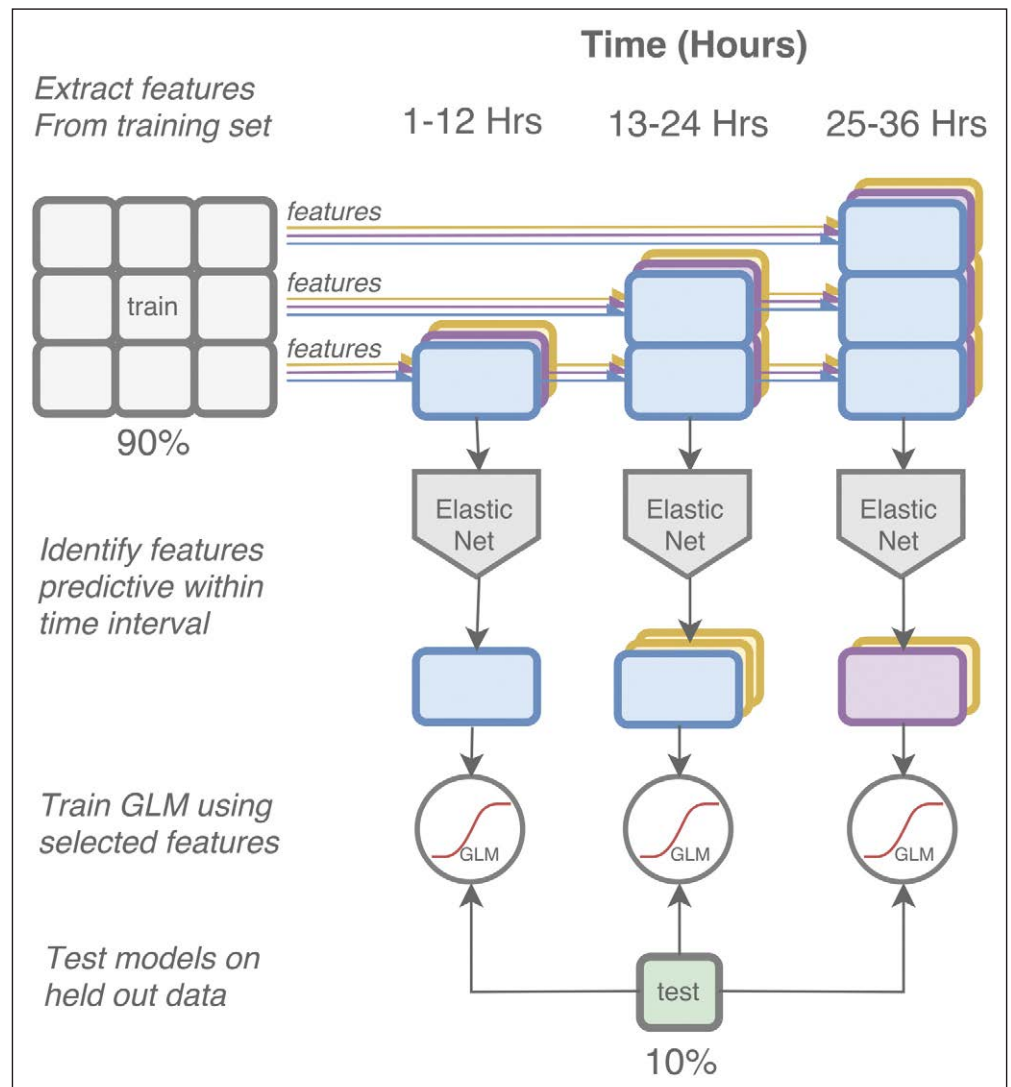 Time (Hours)
Extract features
From training set
1-12 Hrs
13-24 Hrs
25-36 Hrs
features
features
train
features
90%
Elastic
Net
Elastic
Net
Elastic
Net
Identify features
predictive within
time interval
Train GLM using
selected features
GLM
GLM
GLM
Test models on
held out data
test
10%